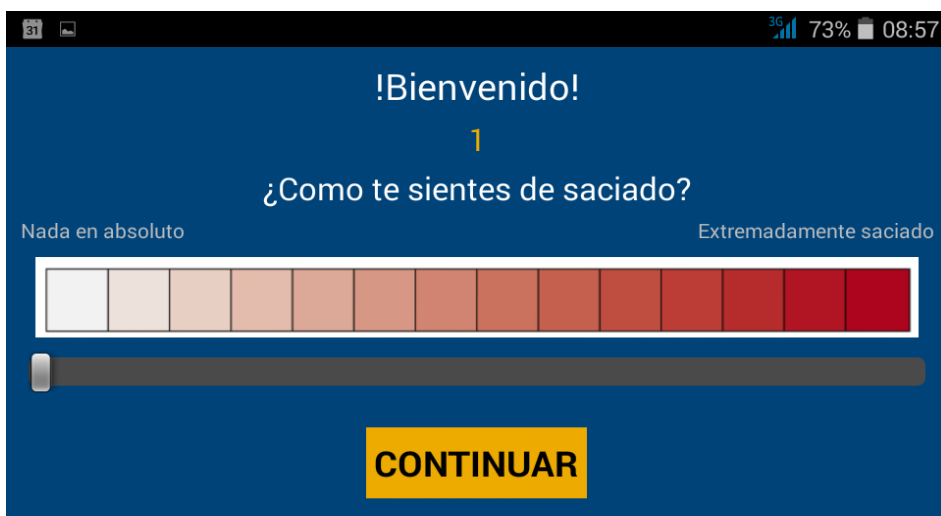 31 3G 73% 08:57
!Bienvenido!
1
¿Como te sientes de saciado?
Nada en absoluto Extremadamente saciado
CONTINUAR